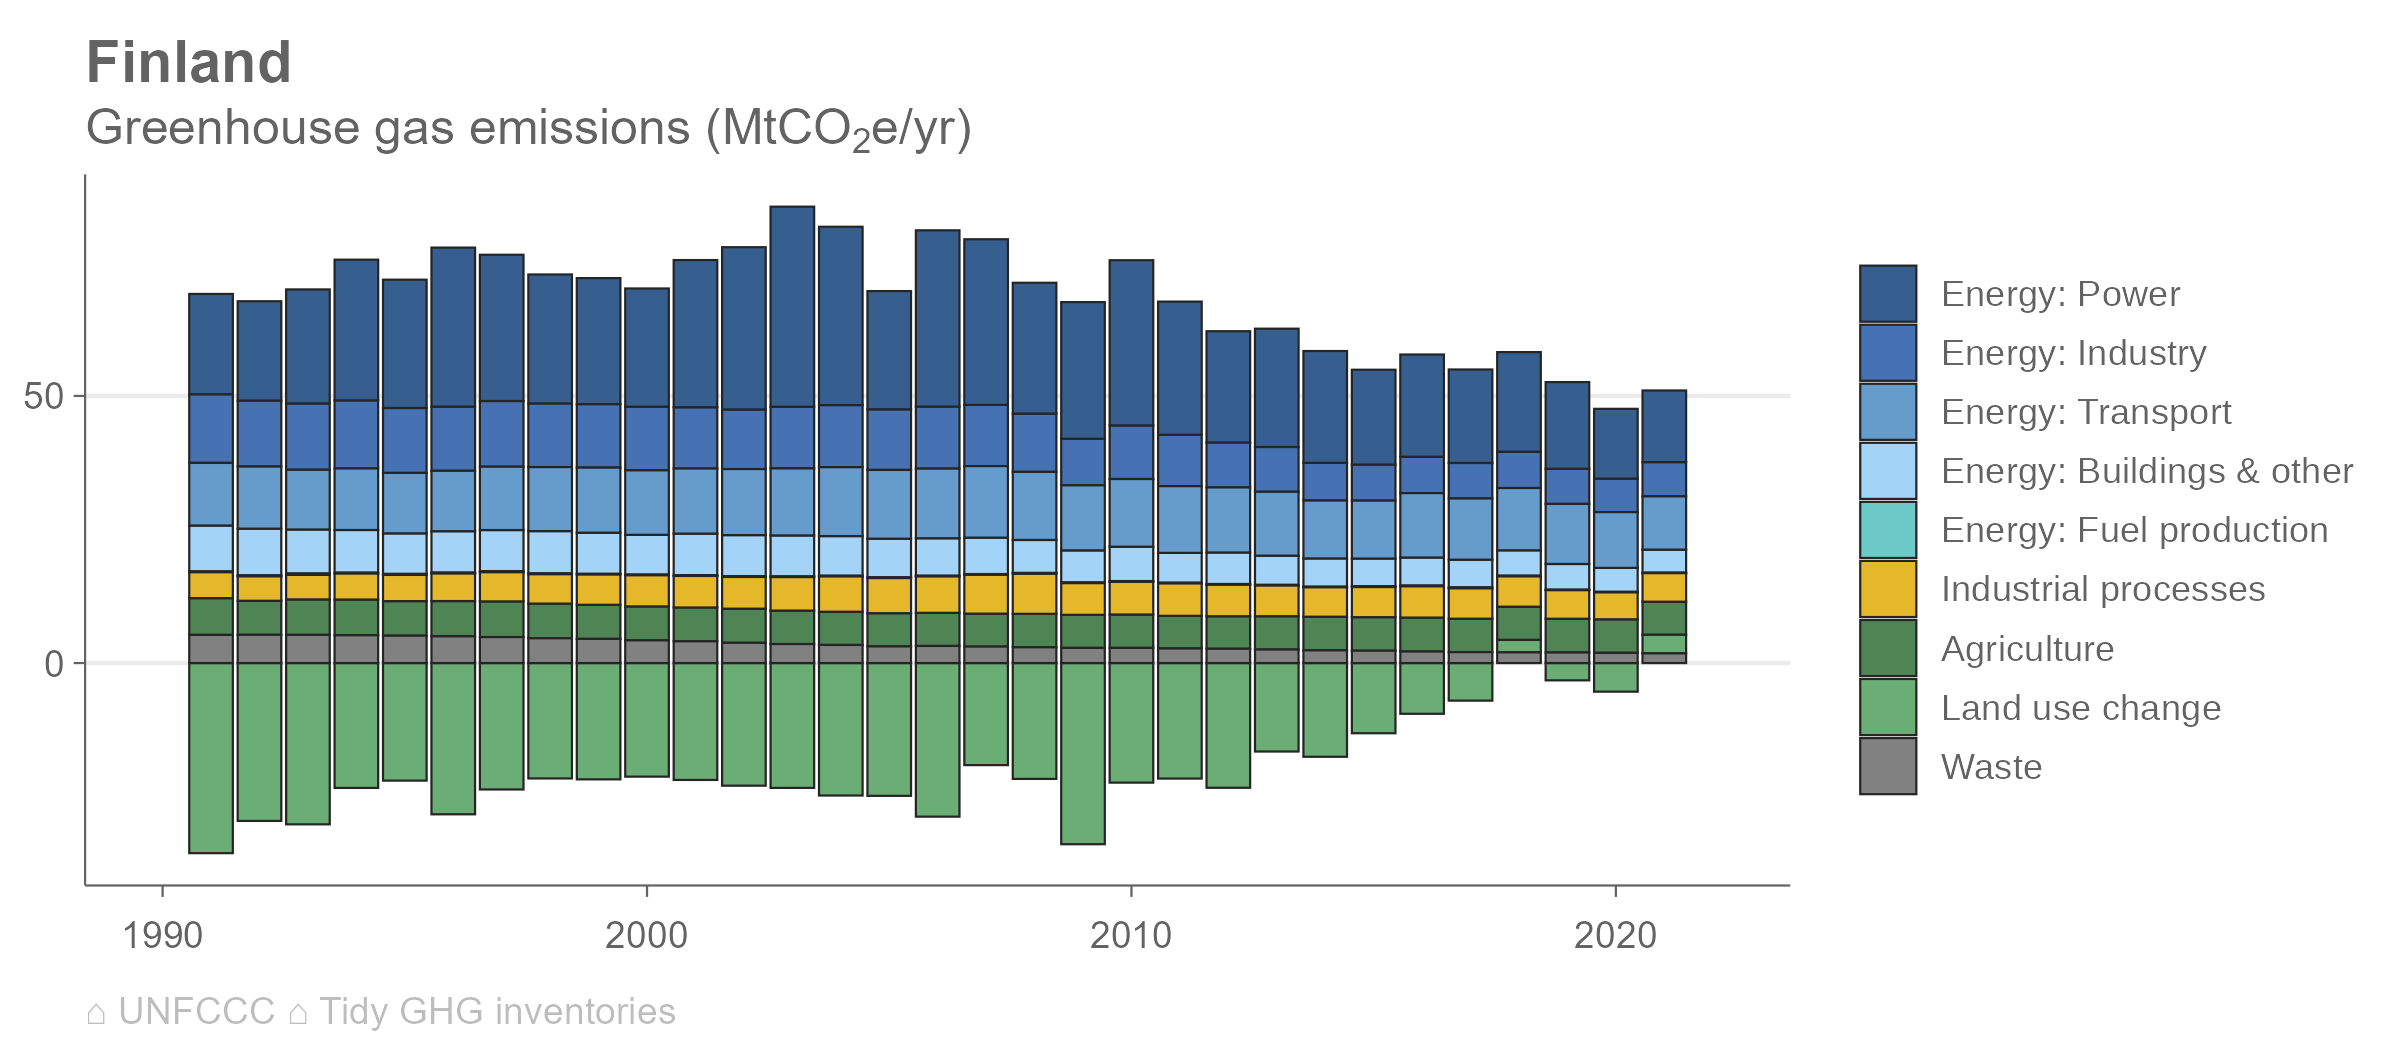 Finland
Greenhouse gas emissions (MtCO₂e/yr)
50
0
1990 2000 2010 2020
Energy: Power
Energy: Industry
Energy: Transport
Energy: Buildings & other
Energy: Fuel production
Industrial processes
Agriculture
Land use change
Waste
⌂ UNFCCC ⌂ Tidy GHG inventories